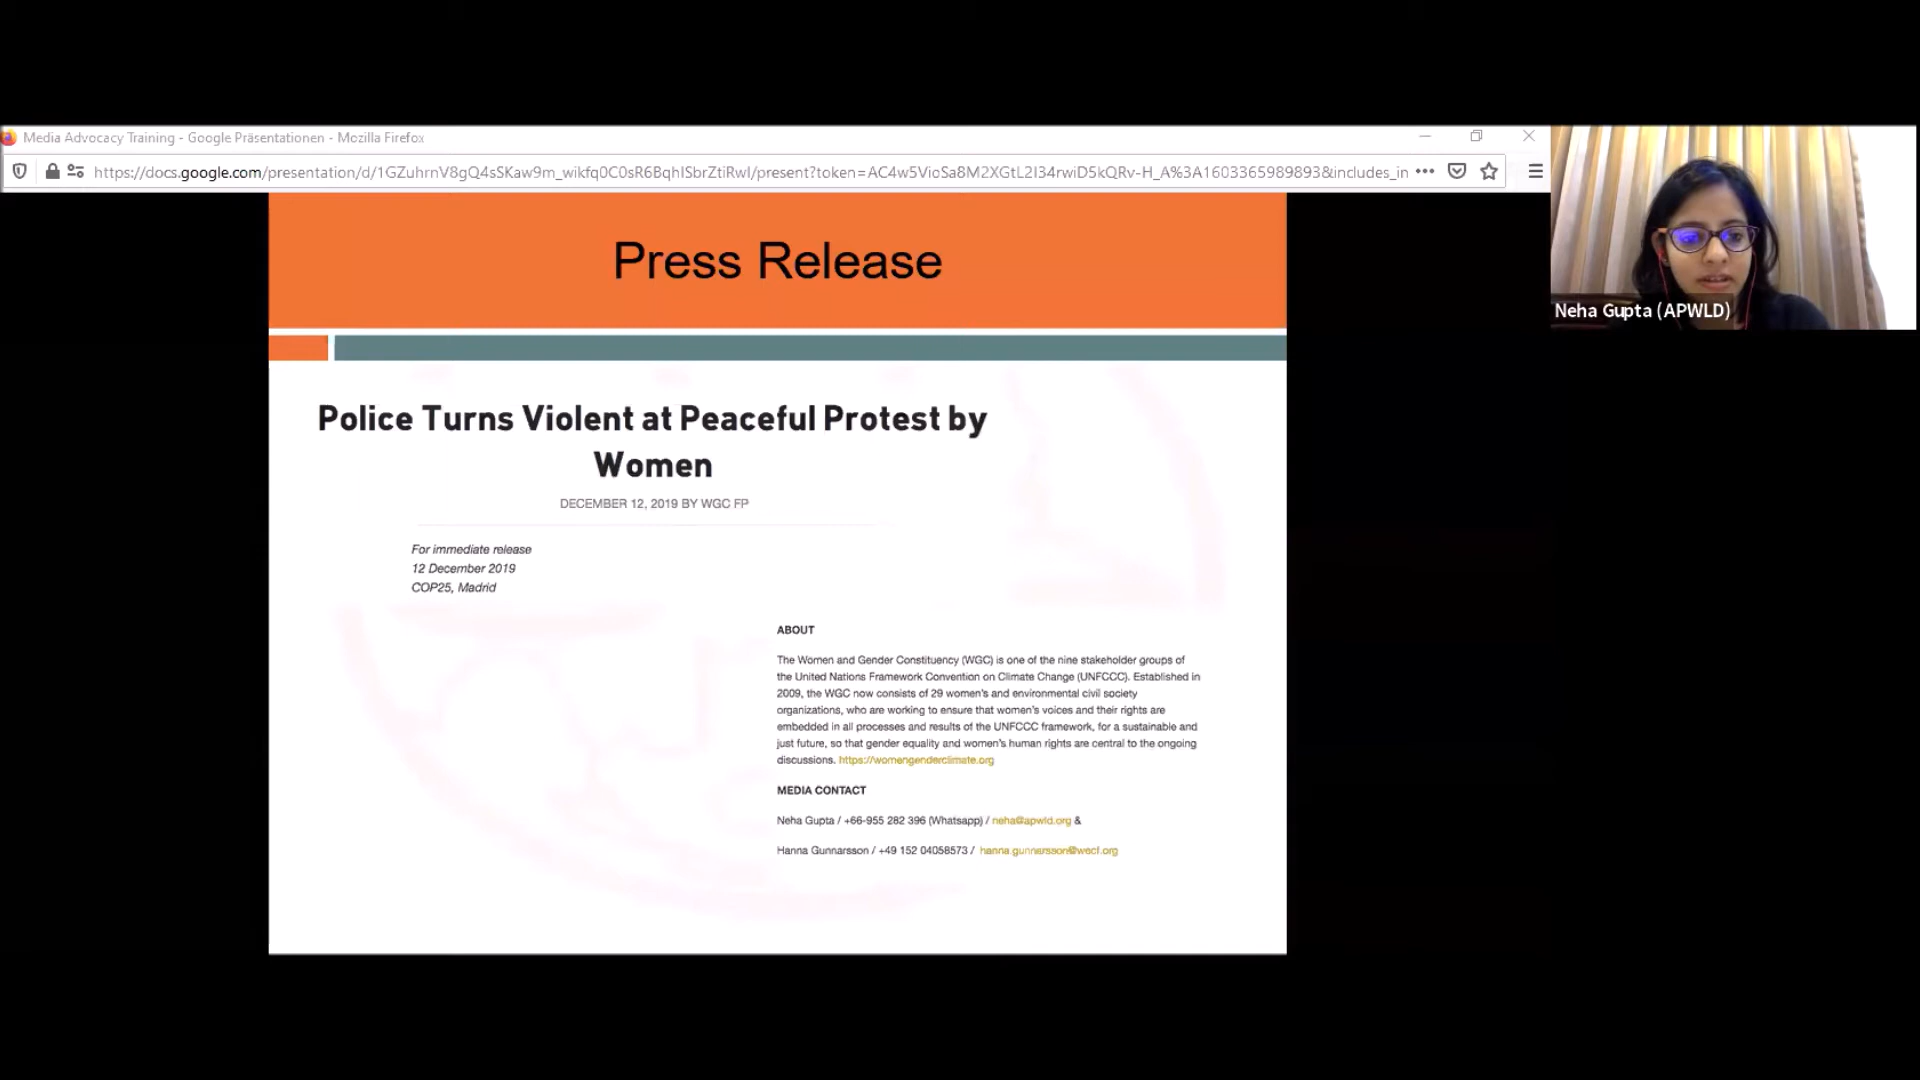 Media Advocacy Training - Google Präsentationen - Mozilla Firefox
https://docs.google.com/presentation/d/1GZuhrnV8gQ4sSKaw9m_wikfq0C0sR6BqhISbrZtiRwI/present?token=AC4w5VioSa8M2XGtL2I34rwiD5kQRv-H_A%3A1603365989893&includes_in
Press Release
Neha Gupta (APWLD)
Police Turns Violent at Peaceful Protest by
Women
DECEMBER 12, 2019 BY WGC FP
For immediate release
12 December 2019
COP25, Madrid
ABOUT
The Women and Gender Constituency (WGC) is one of the nine stakeholder groups of
the United Nations Framework Convention on Climate Change (UNFCCC). Established in
2009, the WGC now consists of 29 women's and environmental civil society
organizations, who are working to ensure that women's voices and their rights are
embedded in all processes and results of the UNFCCC framework, for a sustainable and
just future, so that gender equality and women's human rights are central to the ongoing
discussions. https://womengenderclimate.org
MEDIA CONTACT
Neha Gupta / +66-955 282 396 (Whatsapp) / neha@apwld.org &
Hanna Gunnarsson / +49 152 04058573 / hanna.gunnarsson@wecf.org